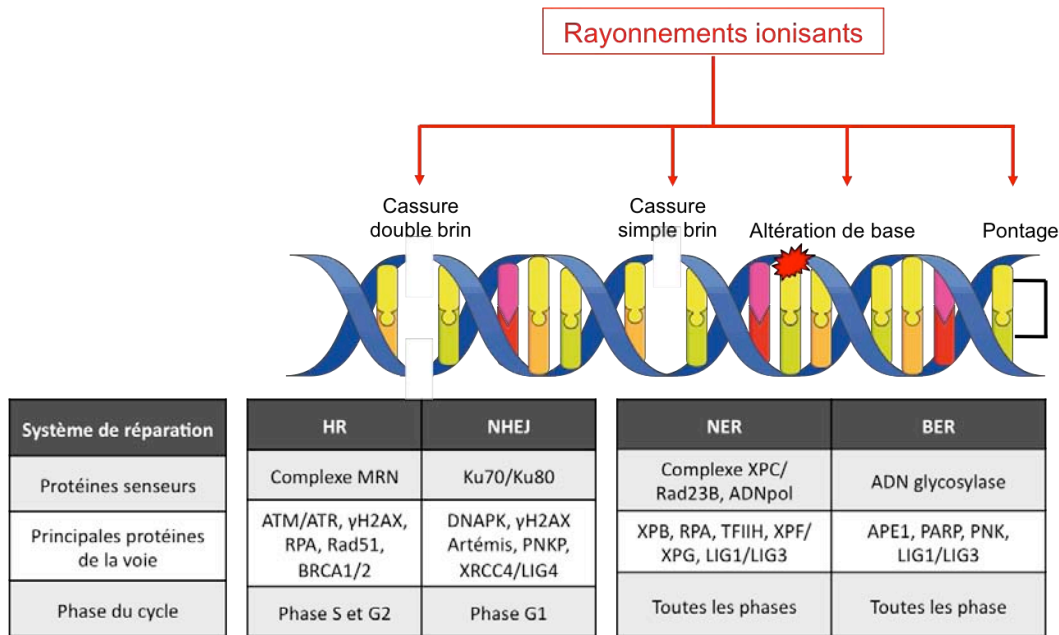 Rayonnements ionisants
Cassure
double brin
Cassure
simple brin
Altération de base
Pontage
Système de réparation
HR
NHEJ
NER
BER
Protéines senseurs
Complexe MRN
Ku70/Ku80
Complexe XPC/
Rad23B, ADNpol
ADN glycosylase
Principales protéines
de la voie
ATM/ATR, γH2AX,
RPA, Rad51,
BRCA1/2
DNAPK, γH2AX
Artémis, PNKP,
XRCC4/LIG4
XPB, RPA, TFIIH, XPF/
XPG, LIG1/LIG3
APE1, PARP, PNK,
LIG1/LIG3
Phase du cycle
Phase S et G2
Phase G1
Toutes les phases
Toutes les phase